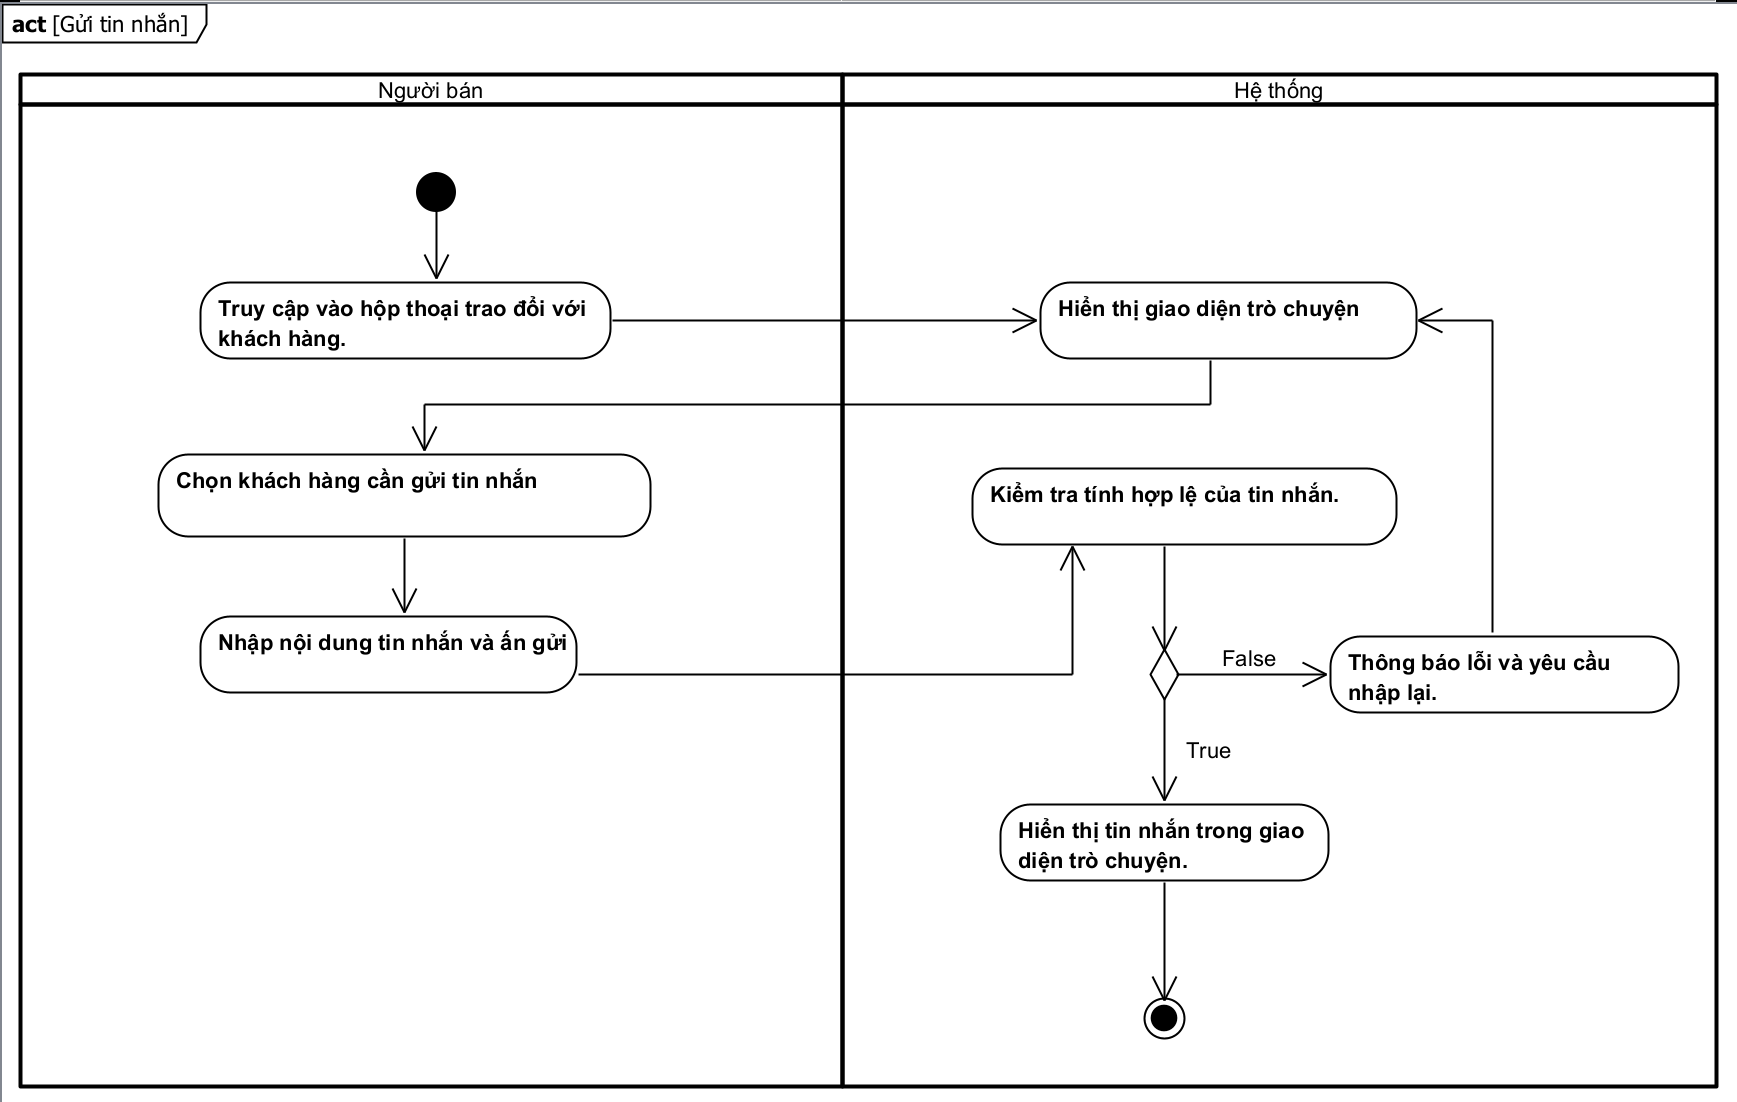 act [Gửi tin nhắn]
Người bán
Hệ thống
Truy cập vào hộp thoại trao đổi với
khách hàng.
Hiển thị giao diện trò chuyện
Chọn khách hàng cần gửi tin nhắn
Kiểm tra tính hợp lệ của tin nhắn.
Nhập nội dung tin nhắn và ấn gửi
False
Thông báo lỗi và yêu cầu
nhập lại.
True
Hiển thị tin nhắn trong giao
diện trò chuyện.